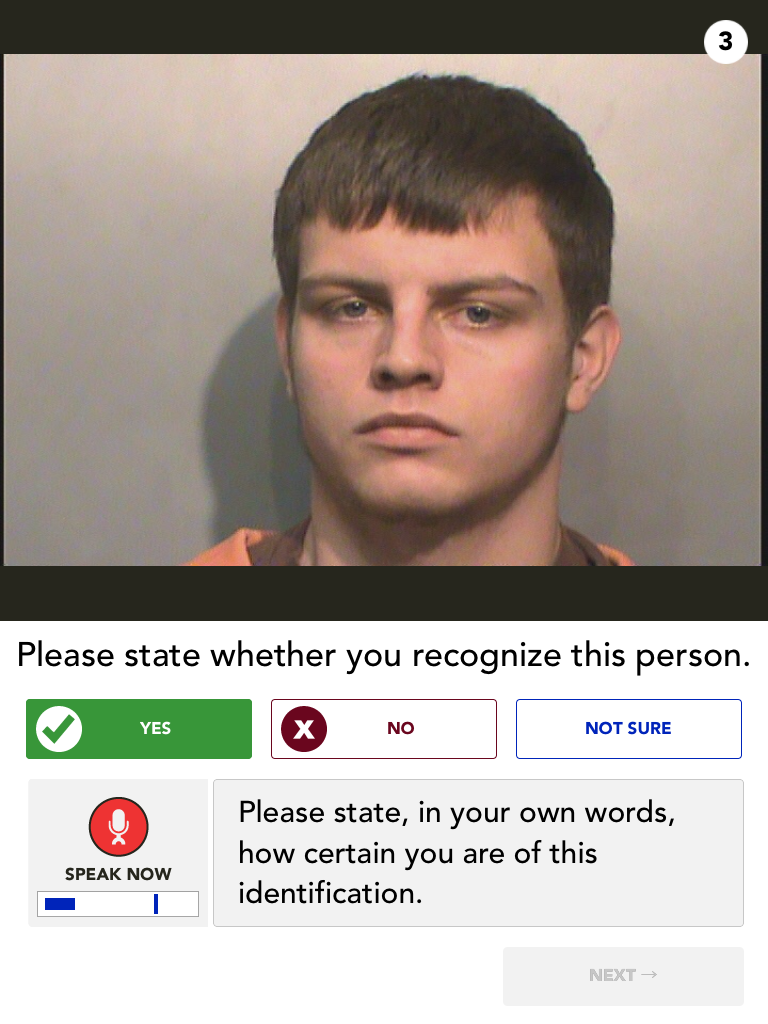 3
Please state whether you recognize this person.
YES
NO
NOT SURE
SPEAK NOW
Please state, in your own words,
how certain you are of this
identification.
NEXT →